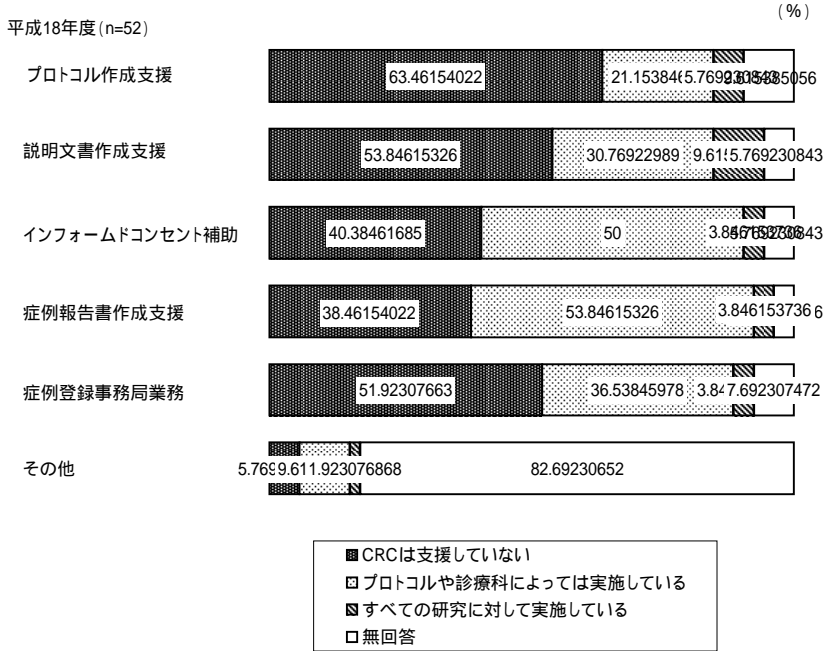 (%)
平成18年度(n=52)
プロトコル作成支援
63.46154022
説明文書作成支援
53.84615326 30.76922989 5.769230843
インフォームドコンセント補助
40.38461685 50
症例報告書作成支援
38.46154022 53.84615326 3.846153736
症例登録事務局業務
51.92307663 36.53845978 7.692307472
その他
1.923076868 82.69230652
CRCは支援していない
プロトコルや診療科によっては実施している
すべての研究に対して実施している
無回答